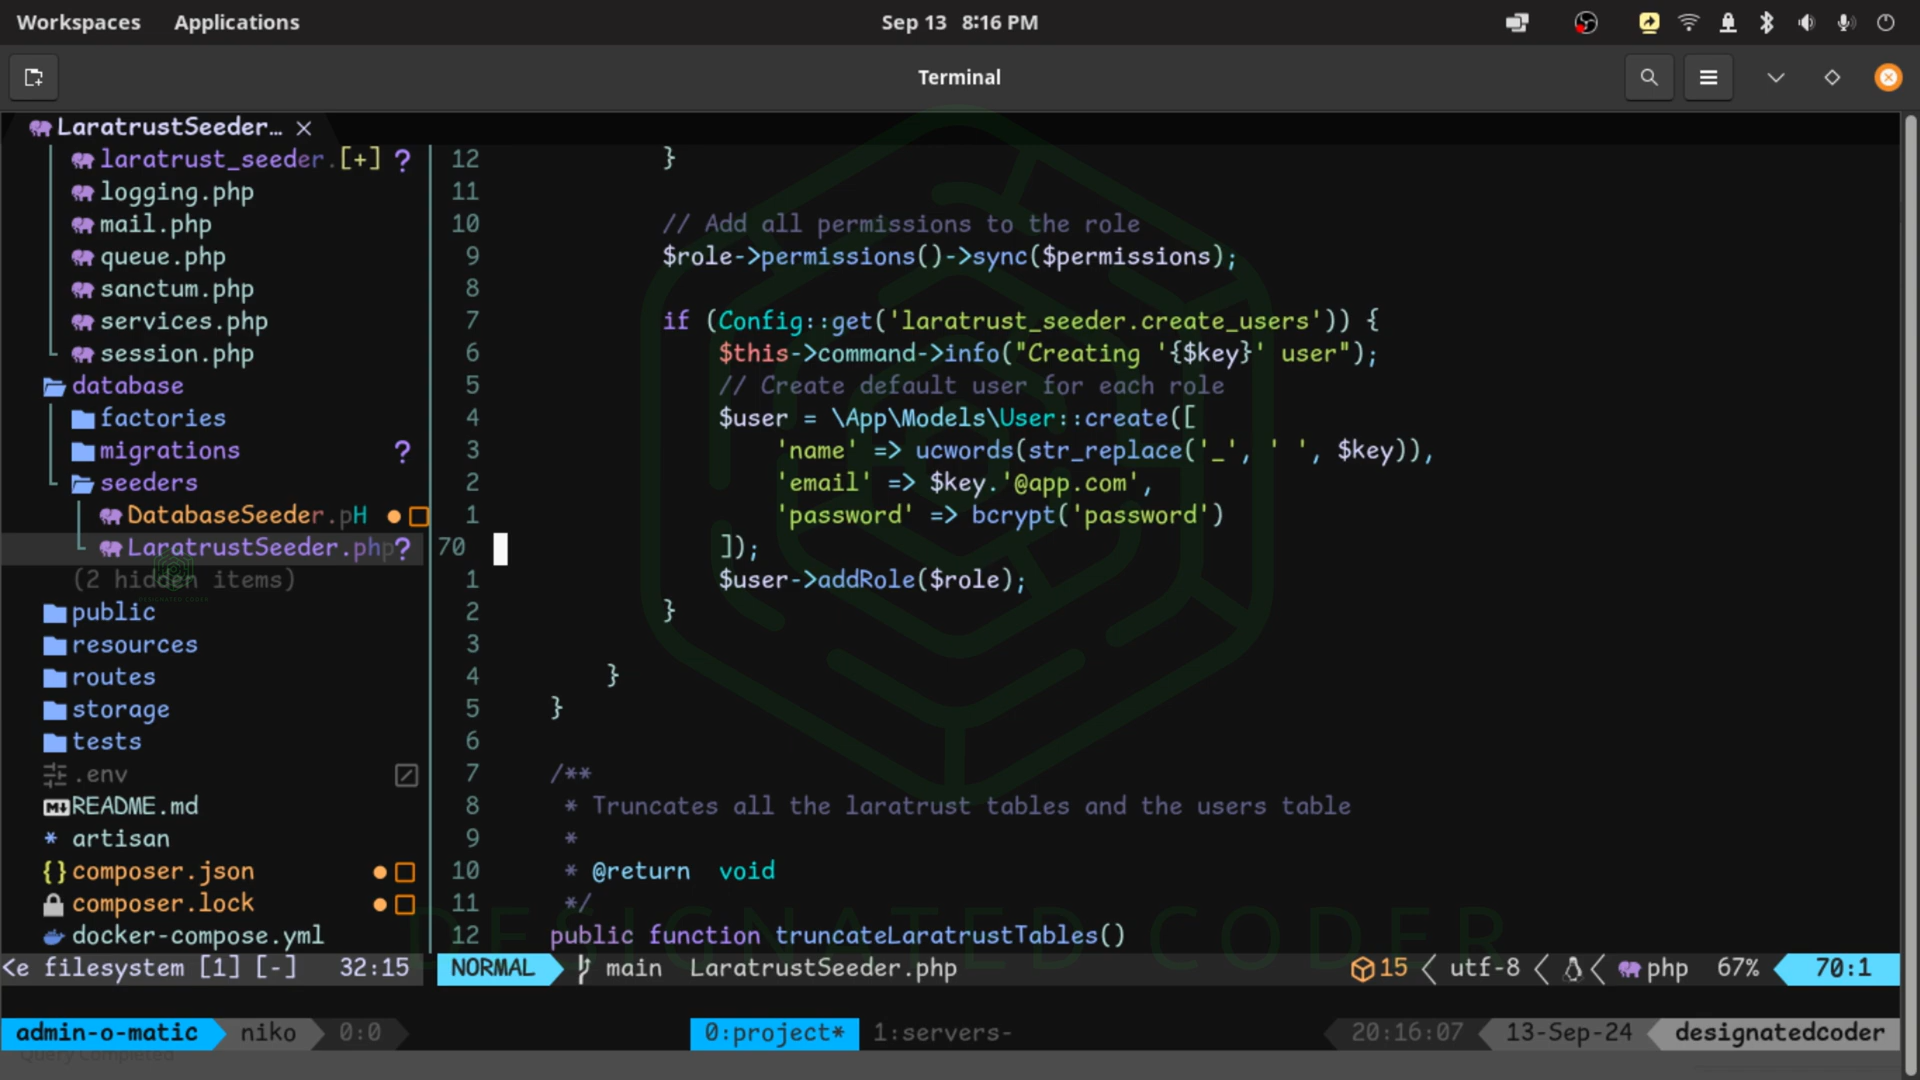 Workspaces Applications Sep 13 8:16 PM
Terminal
LaratrustSeeder…
laratrust_seeder.[+] ?
logging.php
mail.php
queue.php
sanctum.php
services.php
session.php
database
factories
migrations ?
seeders
DatabaseSeeder.pH
LaratrustSeeder.php?
(2 hidden items)
public
resources
routes
storage
tests
.env
README.md
* artisan
{} composer.json
composer.lock
docker-compose.yml
12 }
11
10 // Add all permissions to the role
9 $role->permissions()->sync($permissions);
8
7 if (Config::get('laratrust_seeder.create_users')) {
6 $this->command->info("Creating '{$key}' user");
5 // Create default user for each role
4 $user = \App\Models\User::create([
3 'name' => ucwords(str_replace('_', ' ', $key)),
2 'email' => $key.'@app.com',
1 'password' => bcrypt('password')
70 ]);
1 $user->addRole($role);
2 }
3
4 }
5 }
6
7 /**
8 * Truncates all the laratrust tables and the users table
9 *
10 * @return void
11 */
12 public function truncateLaratrustTables()
DESIGNATED CODER
<e filesystem [1] [-] 32:15 NORMAL main LaratrustSeeder.php 15 utf-8 php 67% 70:1
admin-o-matic niko 0:0 0:project* 1:servers- 20:16:07 13-Sep-24 designatedcoder
Query Completed